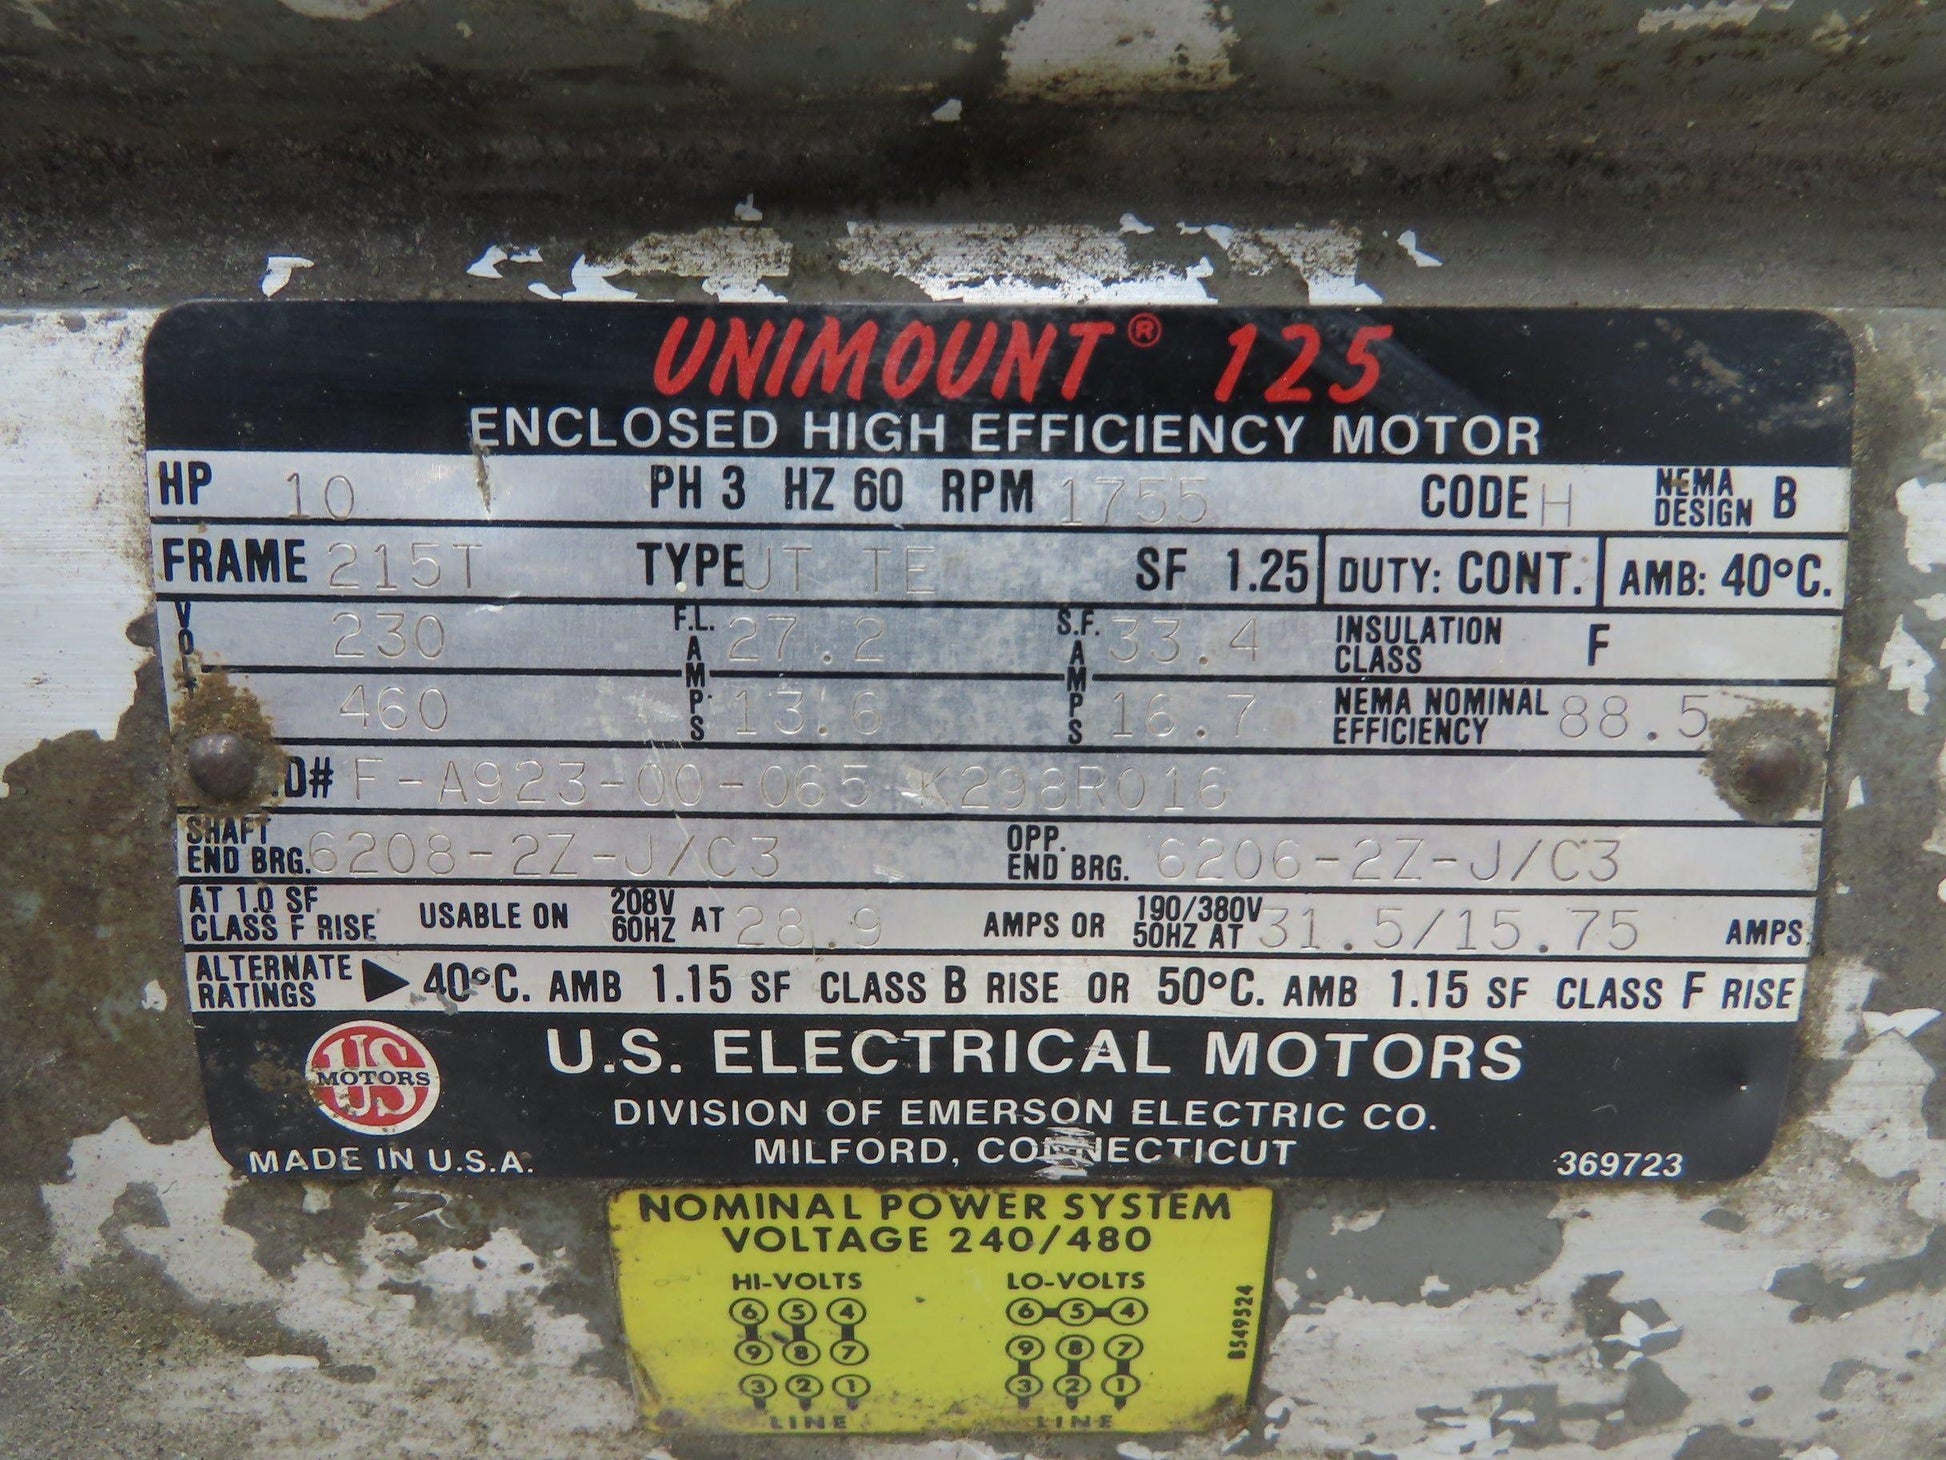 UNIMOUNT® 125
ENCLOSED HIGH EFFICIENCY MOTOR
HP 10 PH 3 HZ 60 RPM 1755 CODE H NEMA DESIGN B
FRAME 215T TYPE UT TE SF 1.25 DUTY: CONT. AMB: 40°C.
VOLT 230 F.L. AMPS 27.2 S.F. AMPS 33.4 INSULATION CLASS F
460 13.6 16.7 NEMA NOMINAL EFFICIENCY 88.5
D# F-A923-00-065 K298R016
SHAFT END BRG. 6208-2Z-J/C3 OPP. END BRG. 6206-2Z-J/C3
AT 1.0 SF CLASS F RISE USABLE ON 208V 60HZ AT 28.9 AMPS OR 190/380V 50HZ AT 31.5/15.75 AMPS
ALTERNATE RATINGS ▶ 40°C. AMB 1.15 SF CLASS B RISE OR 50°C. AMB 1.15 SF CLASS F RISE
US MOTORS
U.S. ELECTRICAL MOTORS
DIVISION OF EMERSON ELECTRIC CO.
MILFORD, CONNECTICUT
MADE IN U.S.A.
369723
NOMINAL POWER SYSTEM
VOLTAGE 240/480
HI-VOLTS LO-VOLTS
6 5 4 6 5 4
9 8 7 9 8 7
3 2 1 3 2 1
LINE LINE
B549524